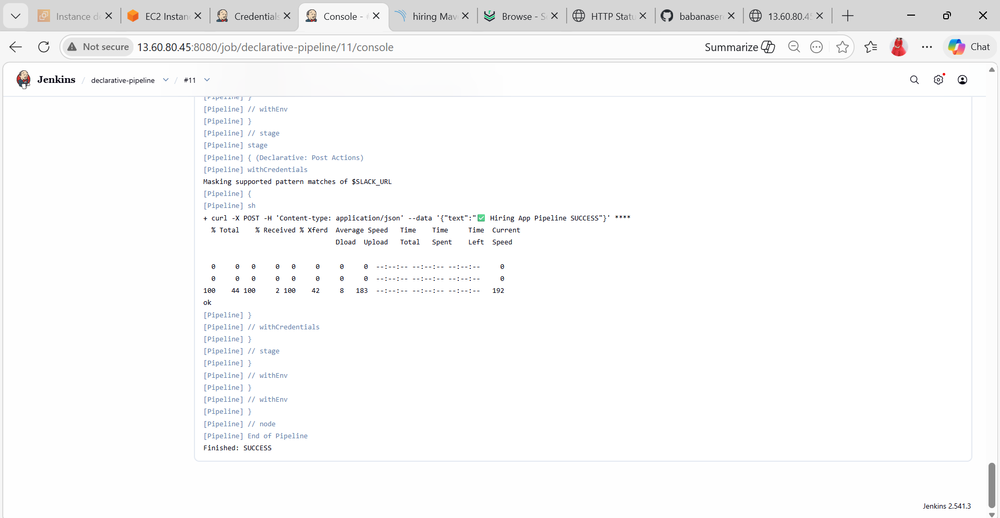 Instance de
EC2 Instan
Credentials
Console - #
hiring Mav
Browse - S
HTTP Statu
babanaser
13.60.80.45
Not secure
13.60.80.45:8080/job/declarative-pipeline/11/console
Summarize
Chat
Jenkins / declarative-pipeline / #11
[Pipeline] }
[Pipeline] // withEnv
[Pipeline] }
[Pipeline] // stage
[Pipeline] stage
[Pipeline] { (Declarative: Post Actions)
[Pipeline] withCredentials
Masking supported pattern matches of $SLACK_URL
[Pipeline] {
[Pipeline] sh
+ curl -X POST -H 'Content-type: application/json' --data '{"text":"✅ Hiring App Pipeline SUCCESS"}' ****
% Total % Received % Xferd Average Speed Time Time Time Current
Dload Upload Total Spent Left Speed
0 0 0 0 0 0 0 0 --:--:-- --:--:-- --:--:-- 0
0 0 0 0 0 0 0 0 --:--:-- --:--:-- --:--:-- 0
100 44 100 2 100 42 8 183 --:--:-- --:--:-- --:--:-- 192
ok
[Pipeline] }
[Pipeline] // withCredentials
[Pipeline] }
[Pipeline] // stage
[Pipeline] }
[Pipeline] // withEnv
[Pipeline] }
[Pipeline] // withEnv
[Pipeline] }
[Pipeline] // node
[Pipeline] End of Pipeline
Finished: SUCCESS
Jenkins 2.541.3